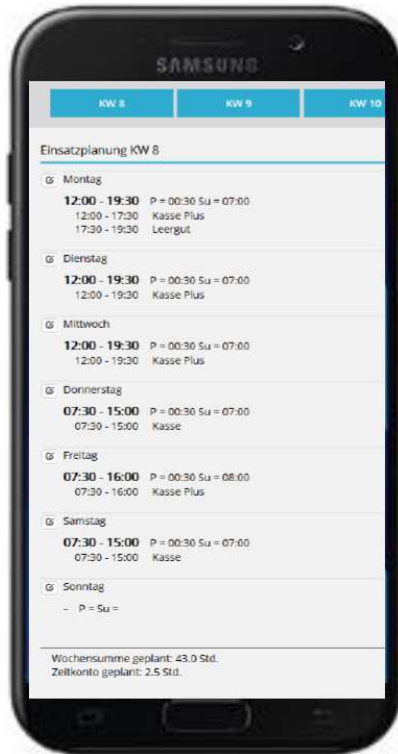 SAMSUNG
KW 8 KW 9 KW 10
Einsatzplanung KW 8
Montag
12:00 - 19:30 P = 00:30 Su = 07:00
12:00 - 17:30 Kasse Plus
17:30 - 19:30 Leergut
Dienstag
12:00 - 19:30 P = 00:30 Su = 07:00
12:00 - 19:30 Kasse Plus
Mittwoch
12:00 - 19:30 P = 00:30 Su = 07:00
12:00 - 19:30 Kasse Plus
Donnerstag
07:30 - 15:00 P = 00:30 Su = 07:00
07:30 - 15:00 Kasse
Freitag
07:30 - 16:00 P = 00:30 Su = 08:00
07:30 - 16:00 Kasse Plus
Samstag
07:30 - 15:00 P = 00:30 Su = 07:00
07:30 - 15:00 Kasse
Sonntag
- P = Su =
Wochensumme geplant: 43.0 Std.
Zeitkonto geplant: 2.5 Std.